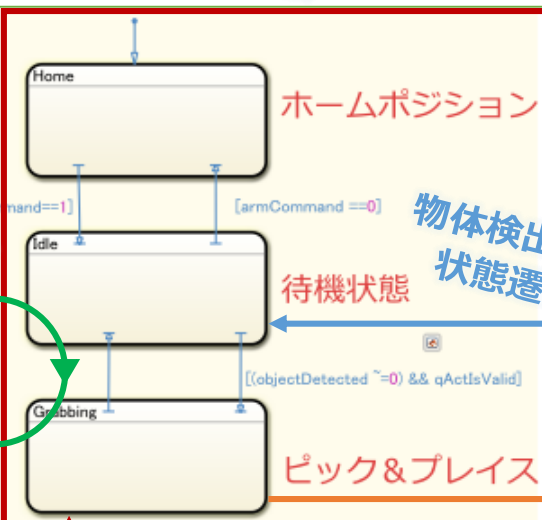 Home
ホームポジション
mand==1]
[armCommand ==0]
物体検出
Idle
状態遷
待機状態
[(objectDetected ~=0) && qActIsValid]
Grabbing
ピック&プレイス